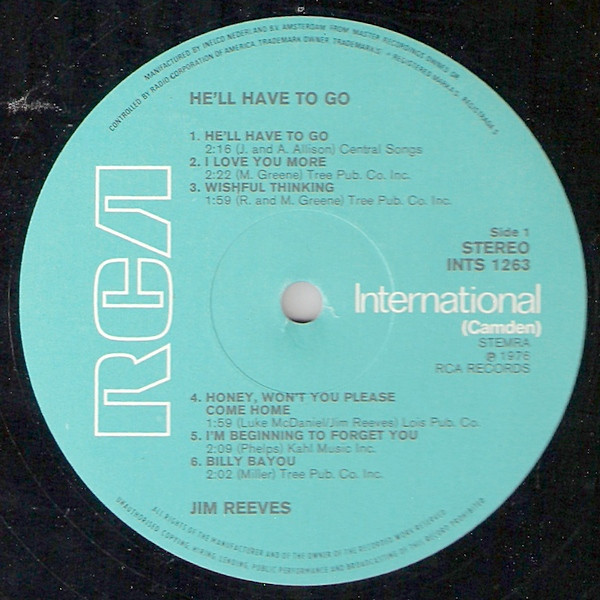 MANUFACTURED BY INELCO NEDERLAND B.V. AMSTERDAM FROM MASTER RECORDINGS OWNED OR
CONTROLLED BY RADIO CORPORATION OF AMERICA TRADEMARK OWNER TRADEMARK(S) REGISTERED MARCA(S) REGISTRADA(S)
HE'LL HAVE TO GO
1. HE'LL HAVE TO GO
2:16 (J. and A. Allison) Central Songs
2. I LOVE YOU MORE
2:22 (M. Greene) Tree Pub. Co. Inc.
3. WISHFUL THINKING
1:59 (R. and M. Greene) Tree Pub. Co. Inc.
RCA
Side 1
STEREO
INTS 1263
International
(Camden)
STEMRA
℗ 1976
RCA RECORDS
4. HONEY, WON'T YOU PLEASE
COME HOME
1:59 (Luke McDaniel/Jim Reeves) Lois Pub. Co.
5. I'M BEGINNING TO FORGET YOU
2:09 (Phelps) Kahl Music Inc.
6. BILLY BAYOU
2:02 (Miller) Tree Pub. Co. Inc.
JIM REEVES
ALL RIGHTS OF THE MANUFACTUROR AND OF THE OWNER OF THE RECORDED WORK RESERVED
UNAUTHORISED COPYING, HIRING, LENDING, PUBLIC PERFORMANCE AND BROADCASTING OF THIS RECORD PROHIBITED